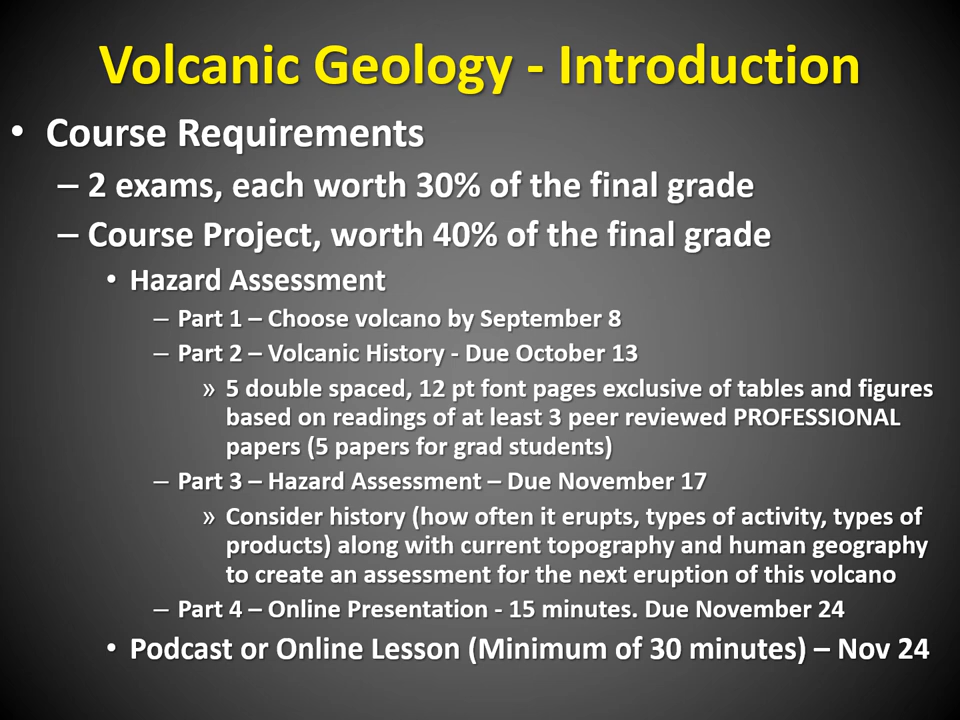 Volcanic Geology - Introduction
• Course Requirements
– 2 exams, each worth 30% of the final grade
– Course Project, worth 40% of the final grade
• Hazard Assessment
– Part 1 – Choose volcano by September 8
– Part 2 – Volcanic History - Due October 13
» 5 double spaced, 12 pt font pages exclusive of tables and figures
based on readings of at least 3 peer reviewed PROFESSIONAL
papers (5 papers for grad students)
– Part 3 – Hazard Assessment – Due November 17
» Consider history (how often it erupts, types of activity, types of
products) along with current topography and human geography
to create an assessment for the next eruption of this volcano
– Part 4 – Online Presentation - 15 minutes. Due November 24
• Podcast or Online Lesson (Minimum of 30 minutes) – Nov 24